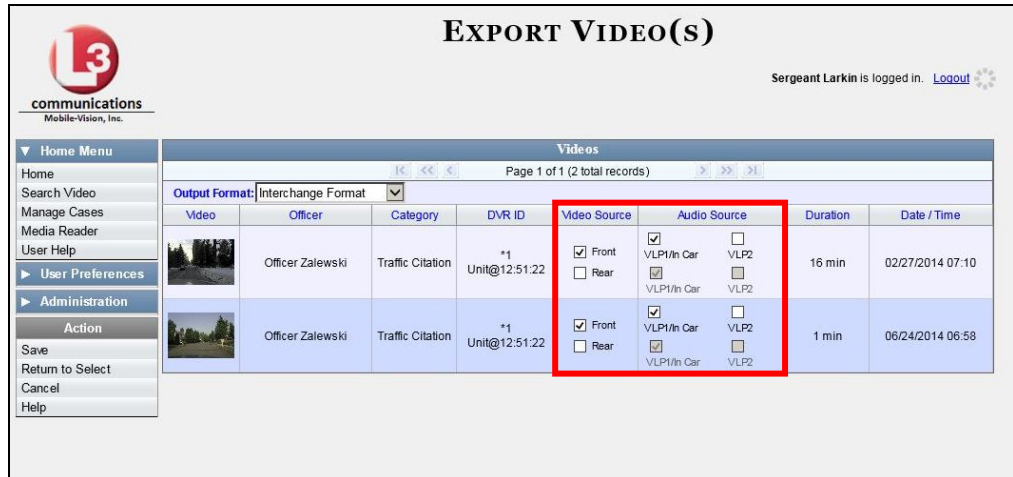 EXPORT VIDEO(S)
L3
communications
Mobile-Vision, Inc.
Sergeant Larkin is logged in. Logout
▼ Home Menu
Home
Search Video
Manage Cases
Media Reader
User Help
► User Preferences
► Administration
Action
Save
Return to Select
Cancel
Help
Videos
|< << < Page 1 of 1 (2 total records) > >> >|
Output Format: Interchange Format
Video Officer Category DVR ID Video Source Audio Source Duration Date / Time
Officer Zalewski Traffic Citation *1 Unit@12:51:22 Front Rear VLP1/In Car VLP2 VLP1/In Car VLP2 16 min 02/27/2014 07:10
Officer Zalewski Traffic Citation *1 Unit@12:51:22 Front Rear VLP1/In Car VLP2 VLP1/In Car VLP2 1 min 06/24/2014 06:58